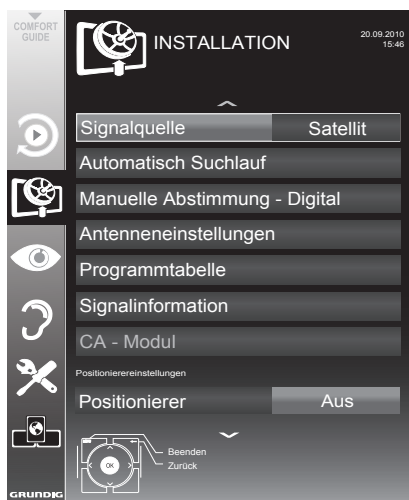 COMFORT
GUIDE
INSTALLATION
20.09.2010
15:46
Signalquelle Satellit
Automatisch Suchlauf
Manuelle Abstimmung - Digital
Antenneneinstellungen
Programmtabelle
Signalinformation
CA - Modul
Positionierereinstellungen
Positionierer Aus
OK
Beenden
Zurück
GRUNDIG